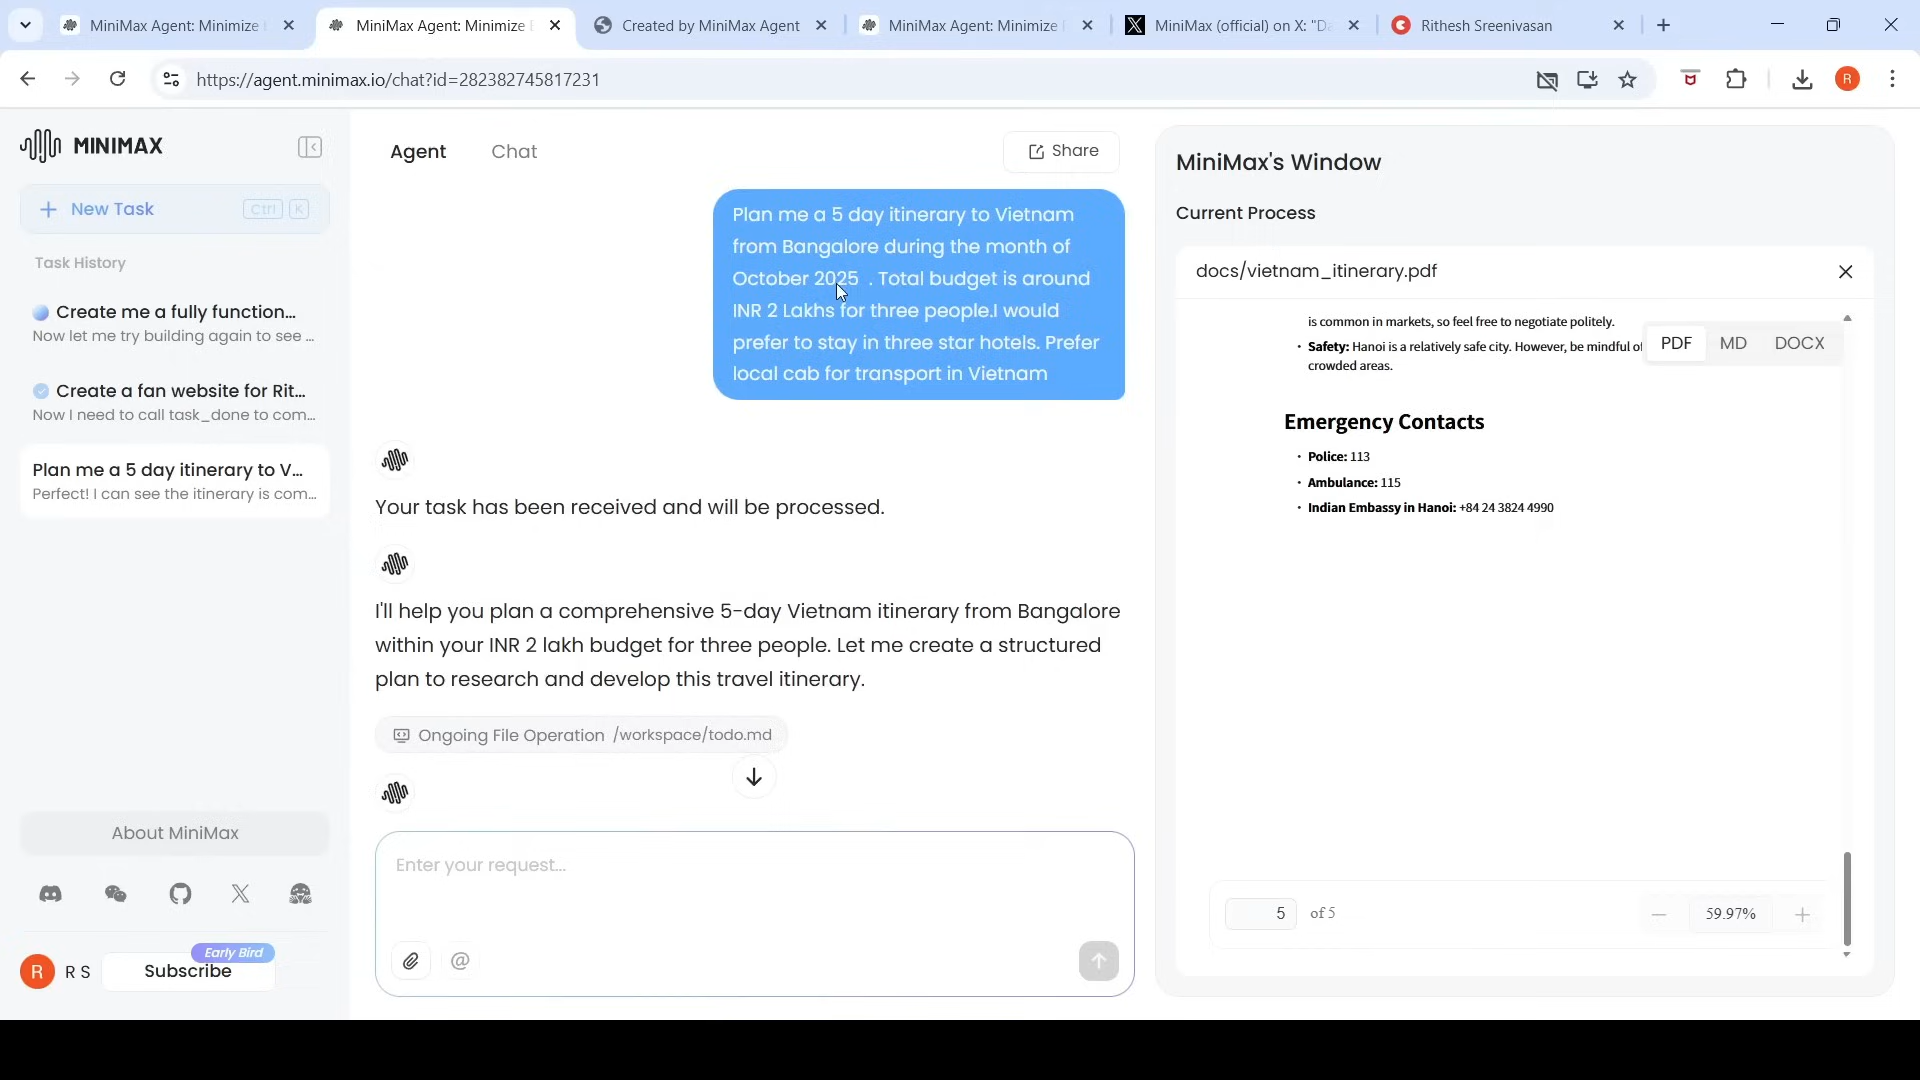 MiniMax Agent: Minimize
MiniMax Agent: Minimize
Created by MiniMax Agent
MiniMax Agent: Minimize
MiniMax (official) on X: "Da
Rithesh Sreenivasan
https://agent.minimax.io/chat?id=282382745817231
R
MINIMAX
New Task
Ctrl K
Task History
Create me a fully function...
Now let me try building again to see ...
Create a fan website for Rit...
Now I need to call task_done to com...
Plan me a 5 day itinerary to V...
Perfect! I can see the itinerary is com...
About MiniMax
Early Bird
R
R S
Subscribe
Agent
Chat
Share
Plan me a 5 day itinerary to Vietnam
from Bangalore during the month of
October 2025 . Total budget is around
INR 2 Lakhs for three people.I would
prefer to stay in three star hotels. Prefer
local cab for transport in Vietnam
Your task has been received and will be processed.
I'll help you plan a comprehensive 5-day Vietnam itinerary from Bangalore
within your INR 2 lakh budget for three people. Let me create a structured
plan to research and develop this travel itinerary.
Ongoing File Operation /workspace/todo.md
Enter your request...
@
MiniMax's Window
Current Process
docs/vietnam_itinerary.pdf
PDF MD DOCX
is common in markets, so feel free to negotiate politely.
• Safety: Hanoi is a relatively safe city. However, be mindful of
crowded areas.
Emergency Contacts
• Police: 113
• Ambulance: 115
• Indian Embassy in Hanoi: +84 24 3824 4990
5 of 5
59.97%